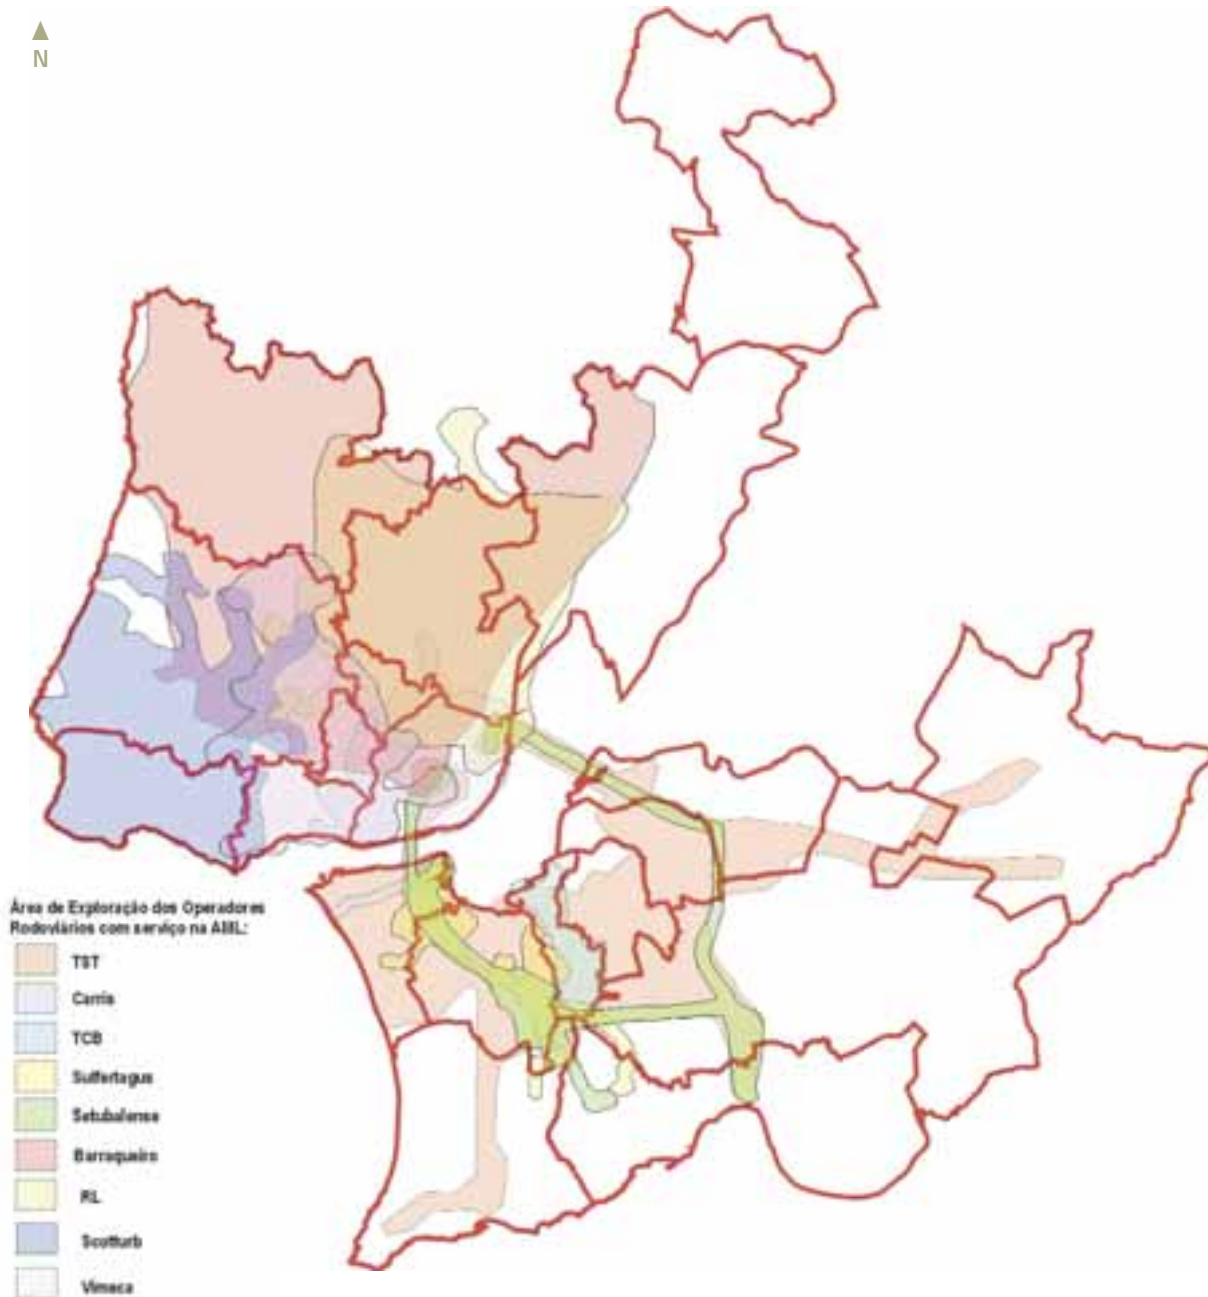 N
Área de Exploração dos Operadores
Rodoviários com serviço na AML:
TST
Carris
TCB
Sulfertagus
Setubalense
Barraqueiro
RL
Scotturb
Vimeca